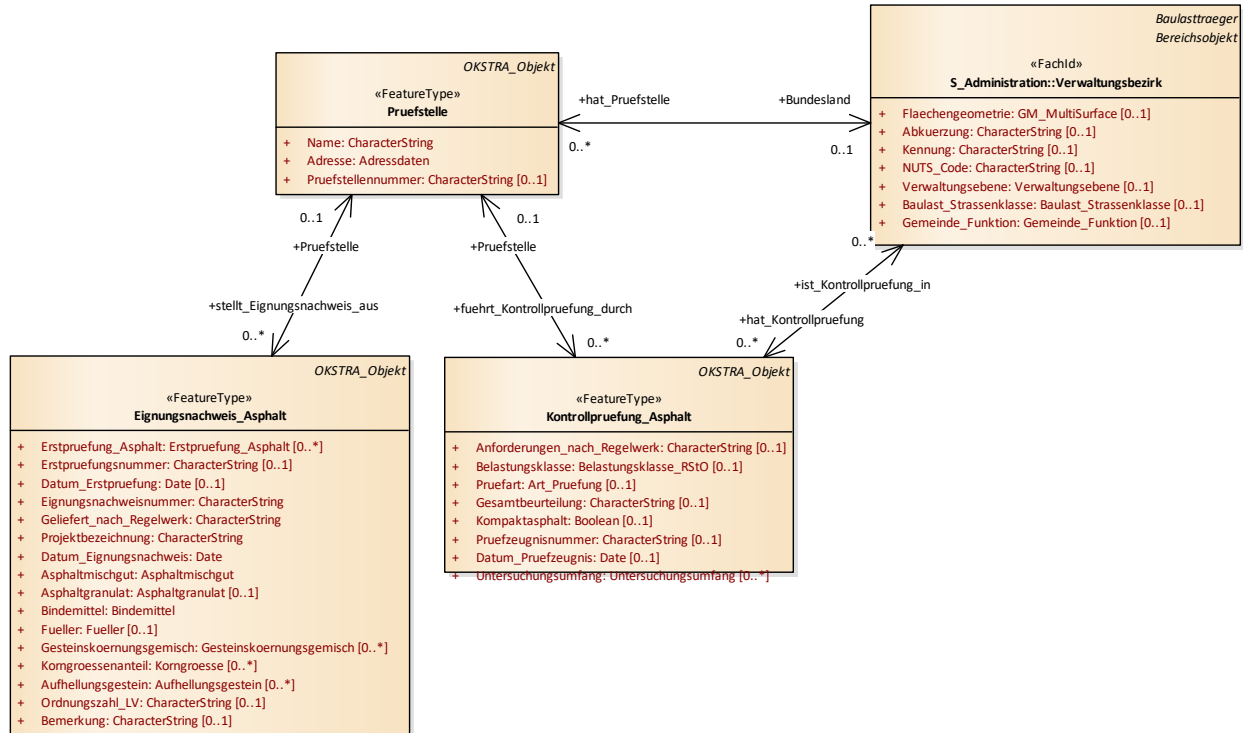 OKSTRA_Objekt
«FeatureType»
Pruefstelle
+ Name: CharacterString
+ Adresse: Adressdaten
+ Pruefstellennummer: CharacterString [0..1]
Baulasttraeger
Bereichsobjekt
«FachId»
S_Administration::Verwaltungsbezirk
+ Flaechengeometrie: GM_MultiSurface [0..1]
+ Abkuerzung: CharacterString [0..1]
+ Kennung: CharacterString [0..1]
+ NUTS_Code: CharacterString [0..1]
+ Verwaltungsebene: Verwaltungsebene [0..1]
+ Baulast_Strassenklasse: Baulast_Strassenklasse [0..1]
+ Gemeinde_Funktion: Gemeinde_Funktion [0..1]
+hat_Pruefstelle
+Bundesland
0..*
0..1
0..1
+Pruefstelle
+stellt_Eignungsnachweis_aus
0..*
0..1
+Pruefstelle
+fuehrt_Kontrollpruefung_durch
0..*
0..*
+ist_Kontrollpruefung_in
+hat_Kontrollpruefung
0..*
OKSTRA_Objekt
«FeatureType»
Eignungsnachweis_Asphalt
+ Erstpruefung_Asphalt: Erstpruefung_Asphalt [0..*]
+ Erstpruefungsnummer: CharacterString [0..1]
+ Datum_Erstpruefung: Date [0..1]
+ Eignungsnachweisnummer: CharacterString
+ Geliefert_nach_Regelwerk: CharacterString
+ Projektbezeichnung: CharacterString
+ Datum_Eignungsnachweis: Date
+ Asphaltmischgut: Asphaltmischgut
+ Asphaltgranulat: Asphaltgranulat [0..1]
+ Bindemittel: Bindemittel
+ Fueller: Fueller [0..1]
+ Gesteinskoernungsgemisch: Gesteinskoernungsgemisch [0..*]
+ Korngroessenanteil: Korngroesse [0..*]
+ Aufhellungsgestein: Aufhellungsgestein [0..*]
+ Ordnungszahl_LV: CharacterString [0..1]
+ Bemerkung: CharacterString [0..1]
OKSTRA_Objekt
«FeatureType»
Kontrollpruefung_Asphalt
+ Anforderungen_nach_Regelwerk: CharacterString [0..1]
+ Belastungsklasse: Belastungsklasse_RStO [0..1]
+ Pruefart: Art_Pruefung [0..1]
+ Gesamtbeurteilung: CharacterString [0..1]
+ Kompaktasphalt: Boolean [0..1]
+ Pruefzeugnisnummer: CharacterString [0..1]
+ Datum_Pruefzeugnis: Date [0..1]
+ Untersuchungsumfang: Untersuchungsumfang [0..*]